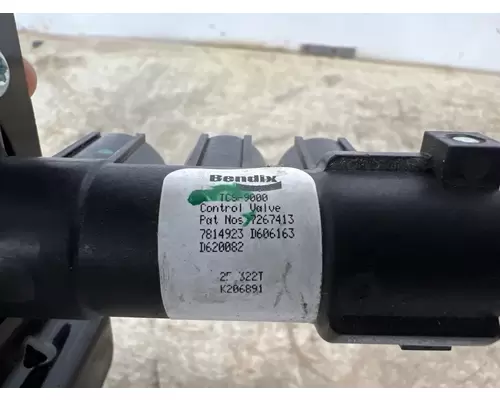 Bendix
TCS-9000
Control Valve
Pat Nos 7267413
7814923 D606163
D620082
K206891